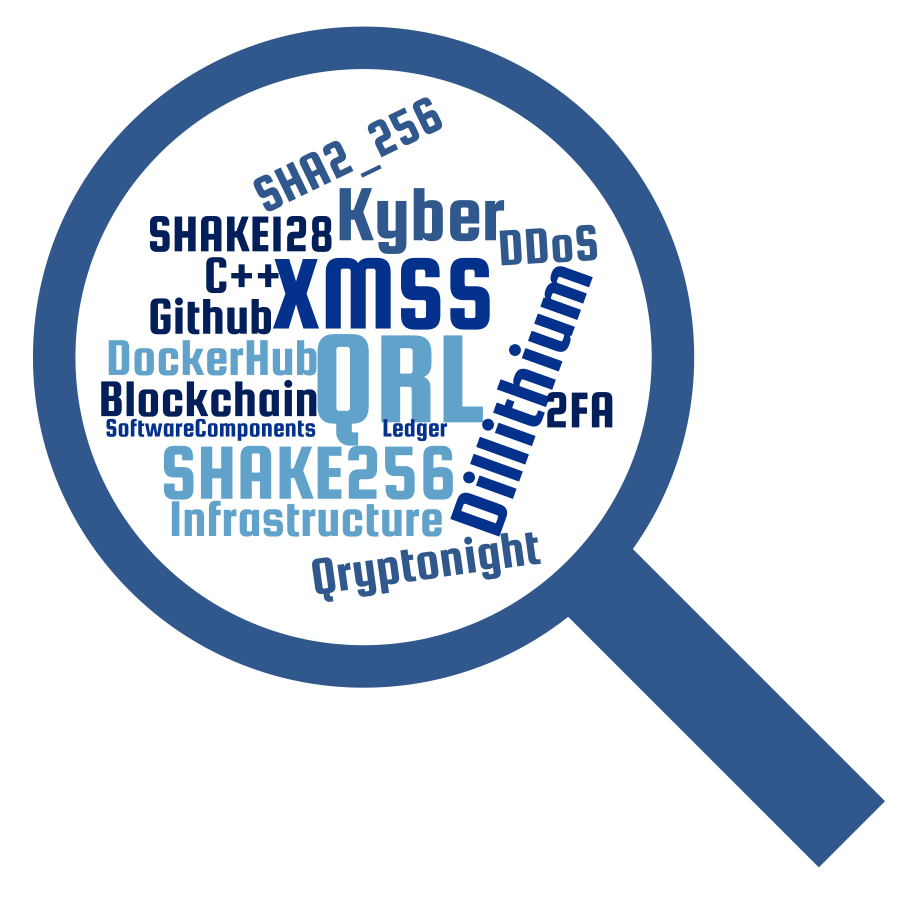 SHA2_256
Kyber
SHAKE128
DDoS
C++
XMSS
Github
QRL
DockerHub
Dillithium
Blockchain
2FA
SoftwareComponents
Ledger
SHAKE256
Infrastructure
Qryptonight